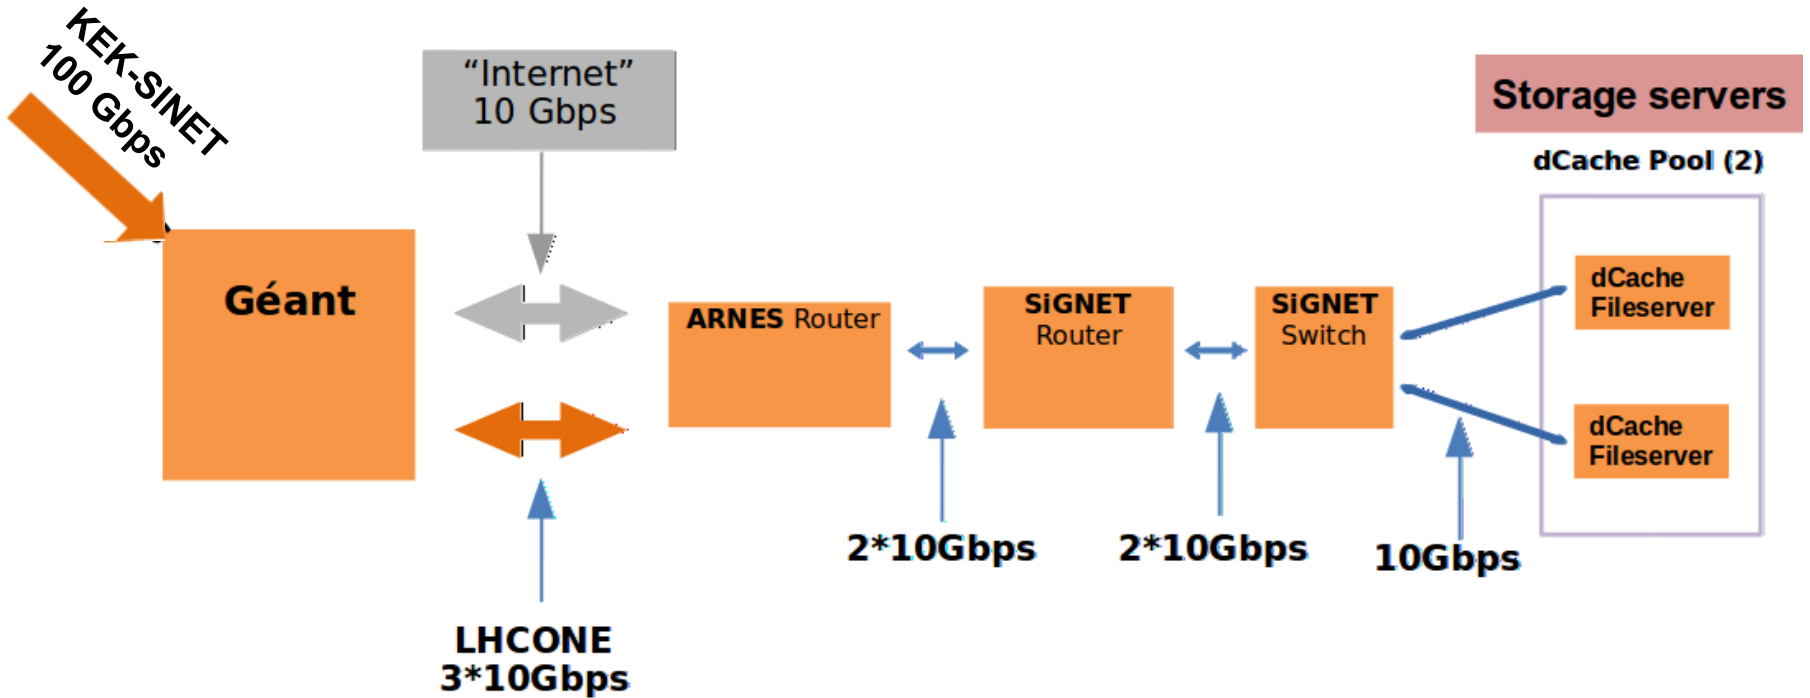 KEK-SINET
100 Gbps
“Internet”
10 Gbps
Storage servers
dCache Pool (2)
Géant
ARNES Router
SiGNET
Router
SiGNET
Switch
dCache
Fileserver
dCache
Fileserver
2*10Gbps
2*10Gbps
10Gbps
LHCONE
3*10Gbps